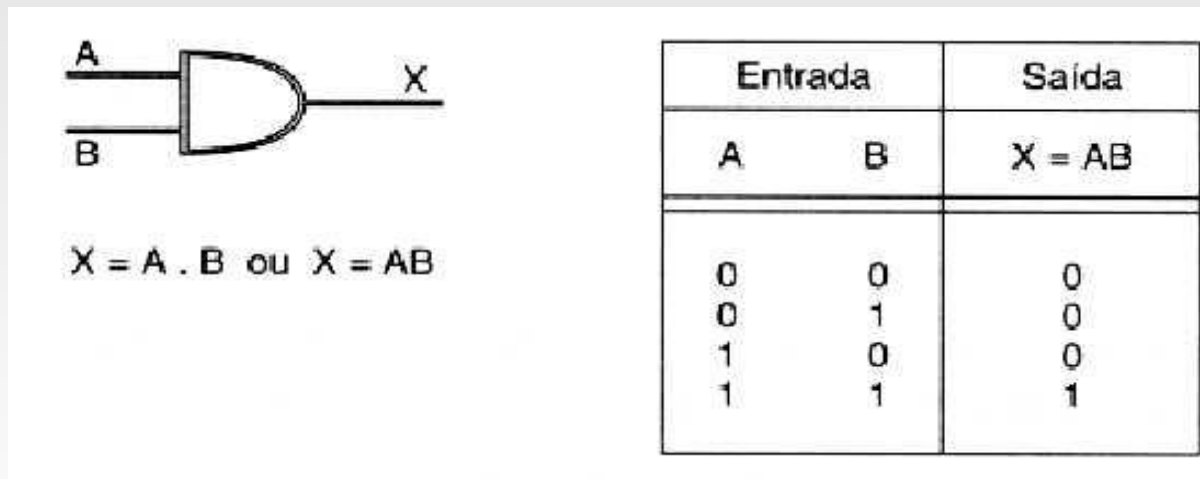 A
X
B
X = A . B ou X = AB
Entrada Saída
A B X = AB
0 0 0
0 1 0
1 0 0
1 1 1